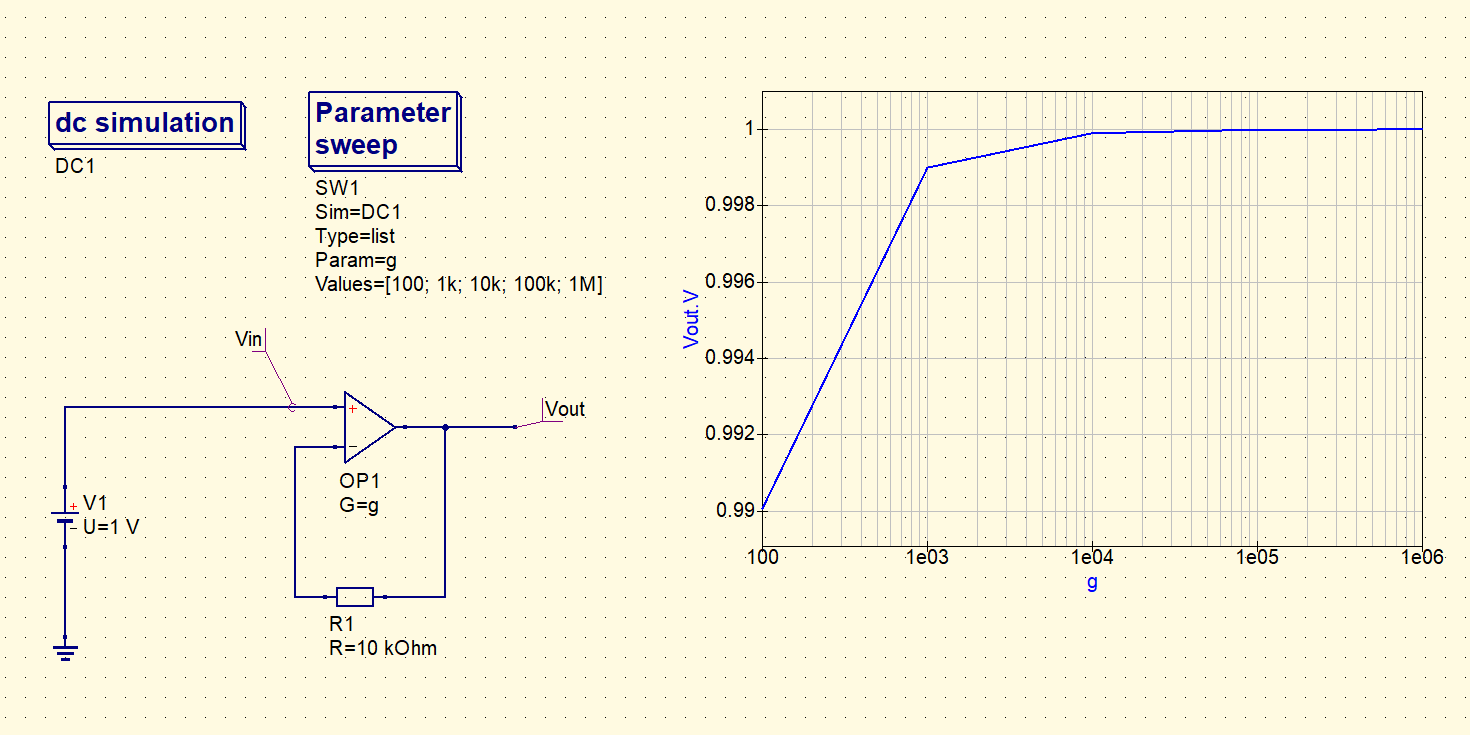 dc simulation
DC1
Parameter
sweep
SW1
Sim=DC1
Type=list
Param=g
Values=[100; 1k; 10k; 100k; 1M]
Vin
+
−
Vout
OP1
G=g
+
−
V1
U=1 V
R1
R=10 kOhm
1
0.998
0.996
0.994
0.992
0.99
Vout.V
100
1e03
1e04
1e05
1e06
g